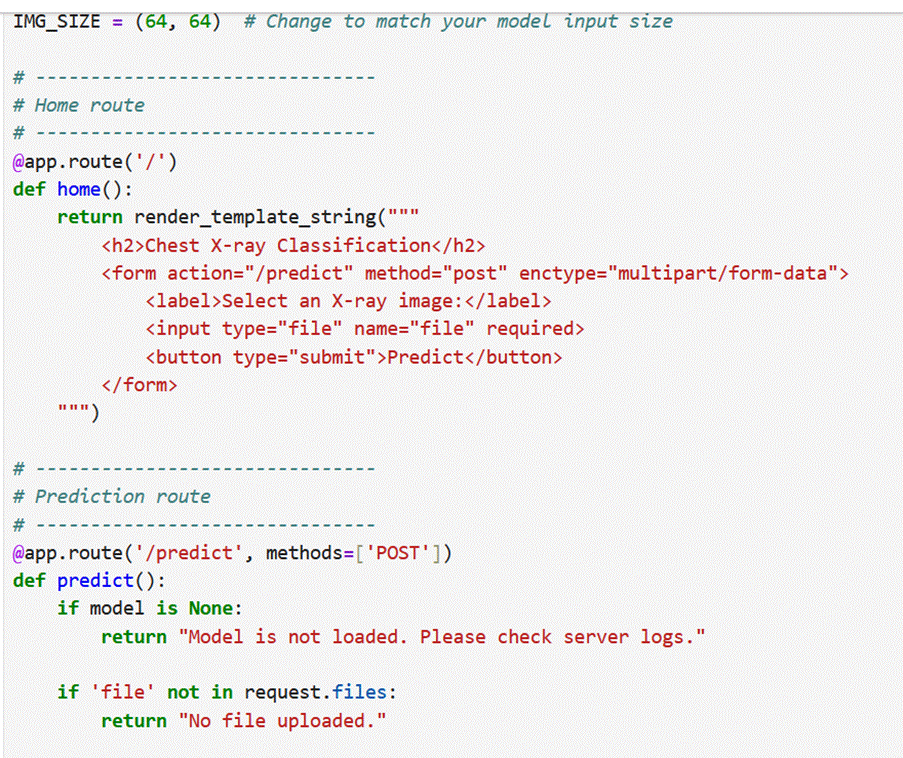 IMG_SIZE = (64, 64)  # Change to match your model input size

# -------------------------------
# Home route
# -------------------------------
@app.route('/')
def home():
    return render_template_string("""
        <h2>Chest X-ray Classification</h2>
        <form action="/predict" method="post" enctype="multipart/form-data">
            <label>Select an X-ray image:</label>
            <input type="file" name="file" required>
            <button type="submit">Predict</button>
        </form>
    """)

# -------------------------------
# Prediction route
# -------------------------------
@app.route('/predict', methods=['POST'])
def predict():
    if model is None:
        return "Model is not loaded. Please check server logs."

    if 'file' not in request.files:
        return "No file uploaded."